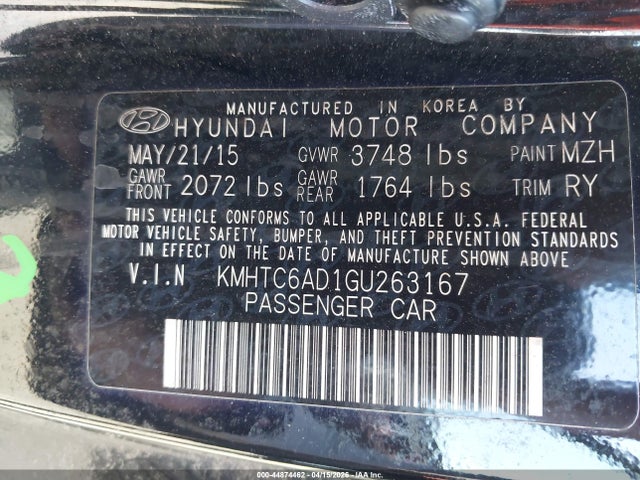 MANUFACTURED IN KOREA BY
HYUNDAI MOTOR COMPANY
MAY/21/15 GVWR 3748 lbs PAINT MZH
GAWR FRONT 2072 lbs GAWR REAR 1764 lbs TRIM RY
THIS VEHICLE CONFORMS TO ALL APPLICABLE U.S.A. FEDERAL
MOTOR VEHICLE SAFETY, BUMPER, AND THEFT PREVENTION STANDARDS
IN EFFECT ON THE DATE OF MANUFACTURE SHOWN ABOVE
V.I.N KMHTC6AD1GU263167
PASSENGER CAR
000-44874462 - 04/15/2026 - IAA Inc.